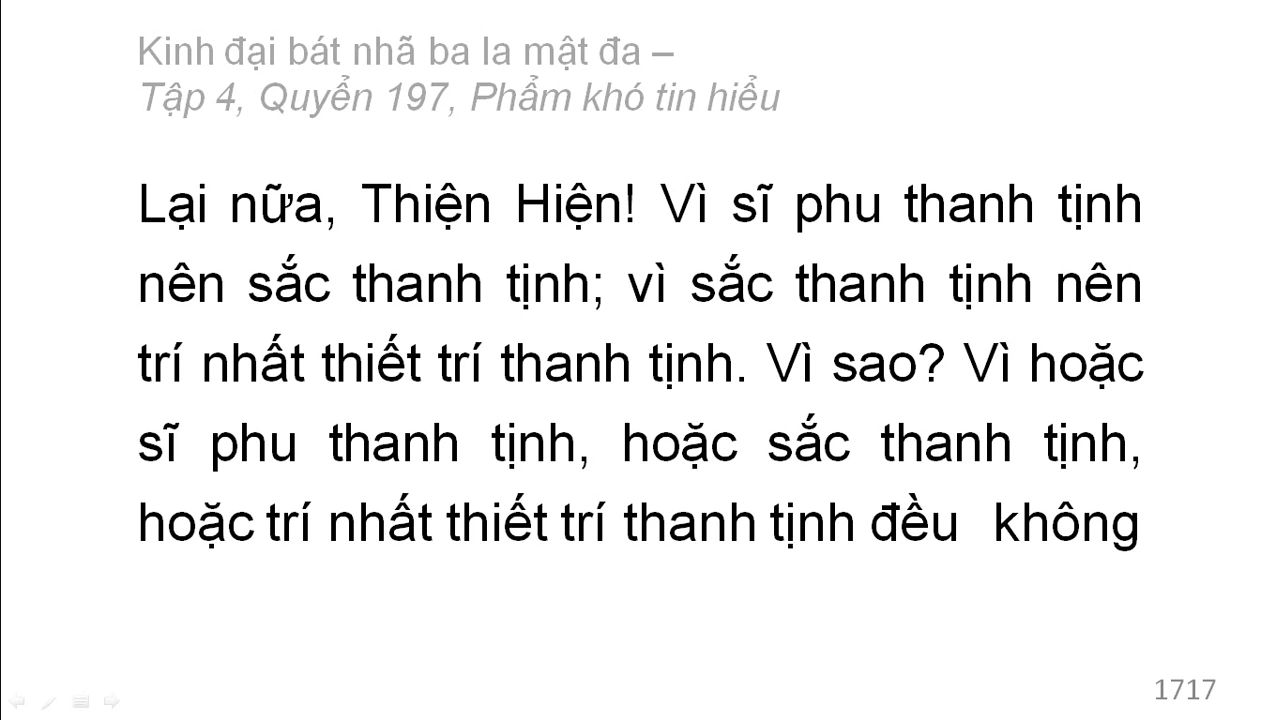 Kinh đại bát nhã ba la mật đa –
Tập 4, Quyển 197, Phẩm khó tin hiểu
Lại nữa, Thiện Hiện! Vì sĩ phu thanh tịnh
nên sắc thanh tịnh; vì sắc thanh tịnh nên
trí nhất thiết trí thanh tịnh. Vì sao? Vì hoặc
sĩ phu thanh tịnh, hoặc sắc thanh tịnh,
hoặc trí nhất thiết trí thanh tịnh đều không
1717